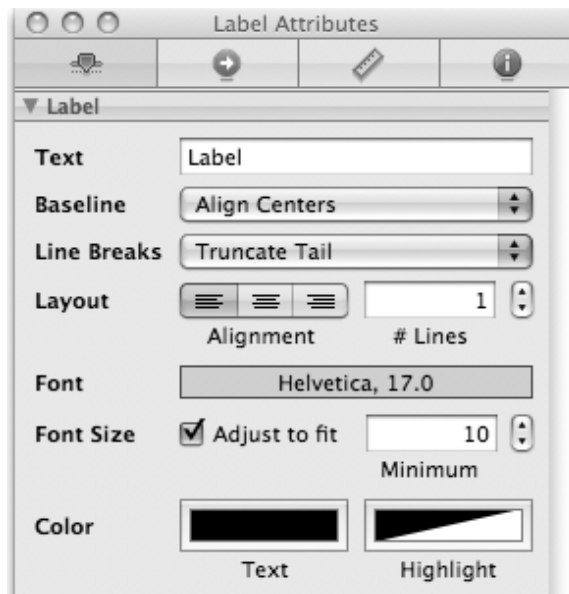 Label Attributes
Label
Text Label
Baseline Align Centers
Line Breaks Truncate Tail
Layout 1
Alignment # Lines
Font Helvetica, 17.0
Font Size Adjust to fit 10
Minimum
Color
Text Highlight